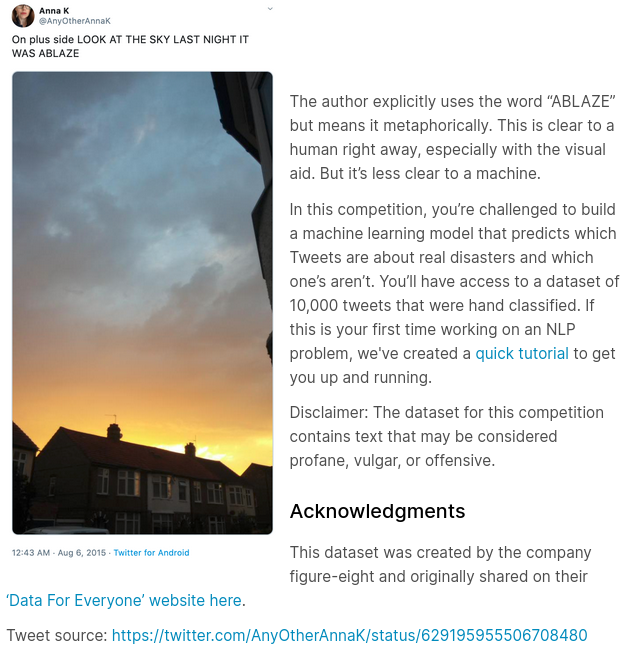 Anna K
@AnyOtherAnnaK
On plus side LOOK AT THE SKY LAST NIGHT IT
WAS ABLAZE
12:43 AM · Aug 6, 2015 · Twitter for Android
The author explicitly uses the word “ABLAZE”
but means it metaphorically. This is clear to a
human right away, especially with the visual
aid. But it’s less clear to a machine.
In this competition, you’re challenged to build
a machine learning model that predicts which
Tweets are about real disasters and which
one’s aren’t. You’ll have access to a dataset of
10,000 tweets that were hand classified. If
this is your first time working on an NLP
problem, we've created a quick tutorial to get
you up and running.
Disclaimer: The dataset for this competition
contains text that may be considered
profane, vulgar, or offensive.
Acknowledgments
This dataset was created by the company
figure-eight and originally shared on their
‘Data For Everyone’ website here.
Tweet source: https://twitter.com/AnyOtherAnnaK/status/629195955506708480